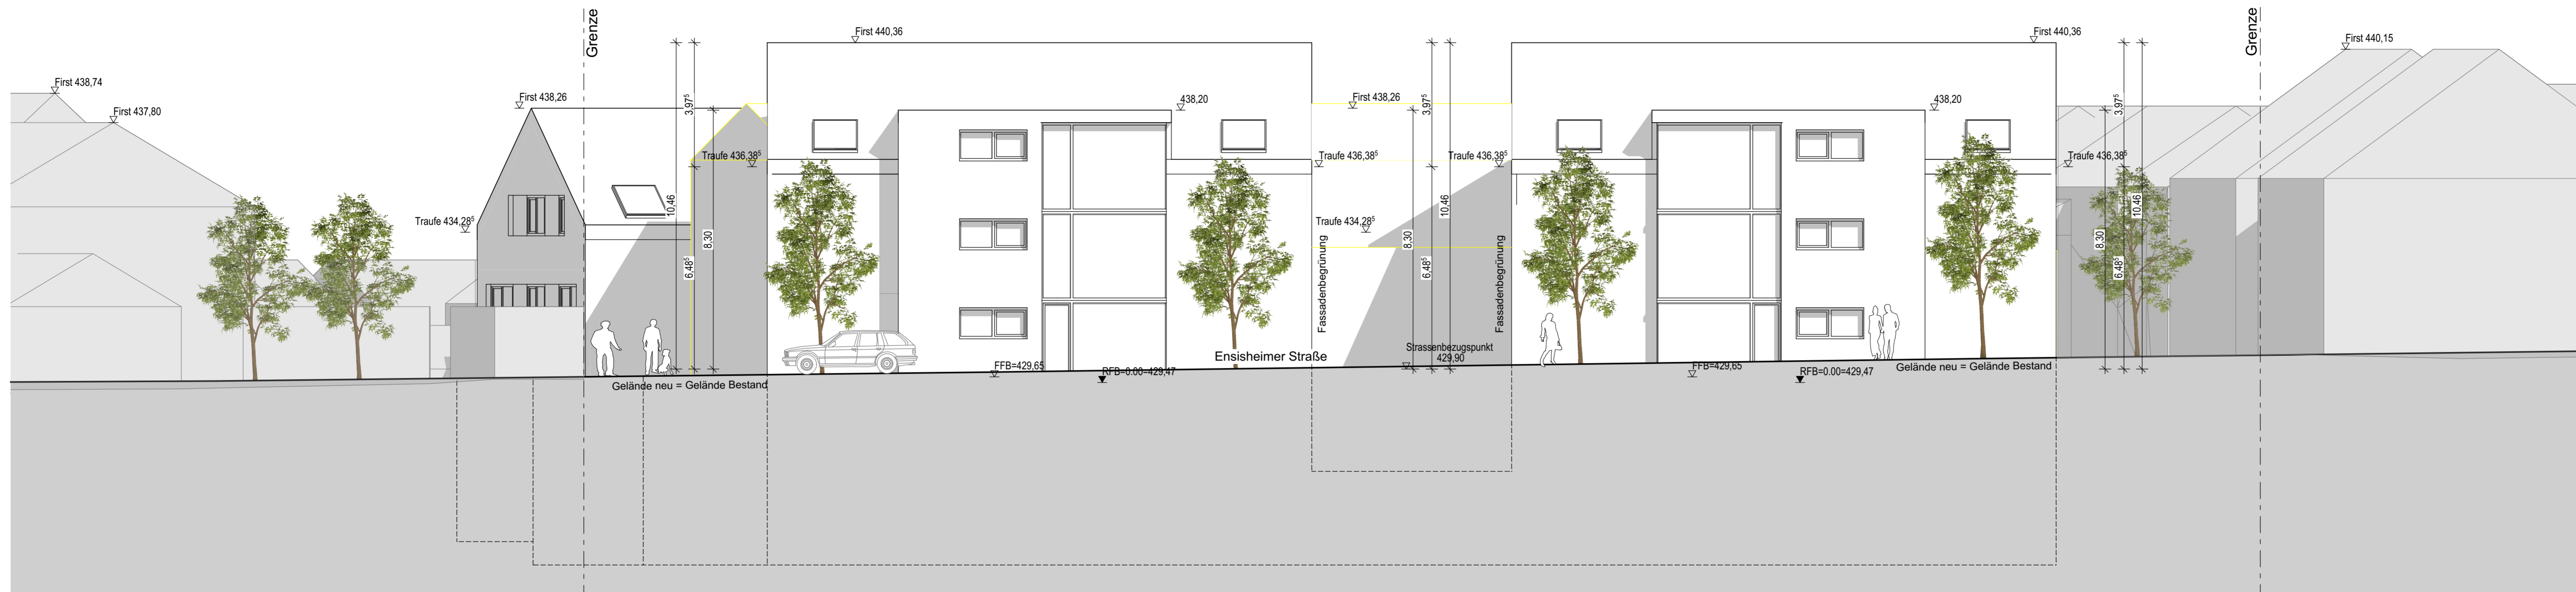 Grenze
Grenze
First 440,36
First 440,36
First 440,15
First 438,74
First 437,80
First 438,26
438,20
First 438,26
438,20
3,97⁵
3,97⁵
3,97⁵
Traufe 436,38⁵
Traufe 436,38⁵
Traufe 436,38⁵
Traufe 436,38⁵
10,46
10,46
10,46
Traufe 434,28⁵
Traufe 434,28⁵
8,30
8,30
8,30
6,48⁵
6,48⁵
6,48⁵
Fassadenbegrünung
Fassadenbegrünung
Ensisheimer Straße
Strassenbezugspunkt
429,90
FFB=429,65
RFB=0.00=429,47
FFB=429,65
RFB=0.00=429,47
Gelände neu = Gelände Bestand
Gelände neu = Gelände Bestand